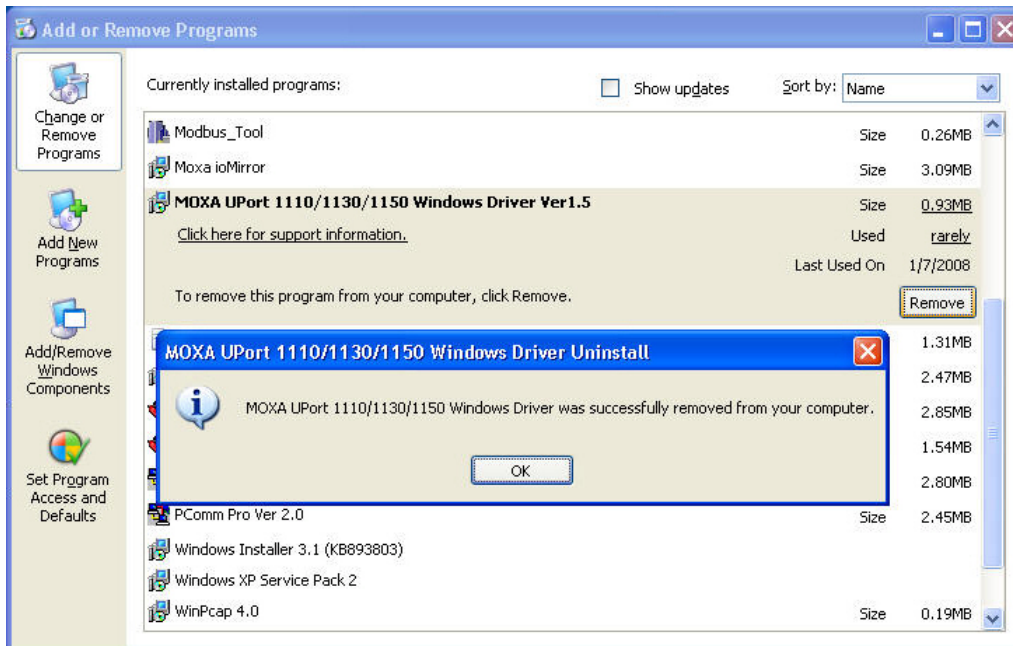 Add or Remove Programs
Change or
Remove
Programs
Add New
Programs
Add/Remove
Windows
Components
Set Program
Access and
Defaults
Currently installed programs:
Show updates
Sort by: Name
Modbus_Tool Size 0.26MB
Moxa ioMirror Size 3.09MB
MOXA UPort 1110/1130/1150 Windows Driver Ver1.5 Size 0.93MB
Click here for support information. Used rarely
Last Used On 1/7/2008
To remove this program from your computer, click Remove. Remove
1.31MB
2.47MB
2.85MB
1.54MB
2.80MB
MOXA UPort 1110/1130/1150 Windows Driver Uninstall
MOXA UPort 1110/1130/1150 Windows Driver was successfully removed from your computer.
OK
PComm Pro Ver 2.0 Size 2.45MB
Windows Installer 3.1 (KB893803)
Windows XP Service Pack 2
WinPcap 4.0 Size 0.19MB